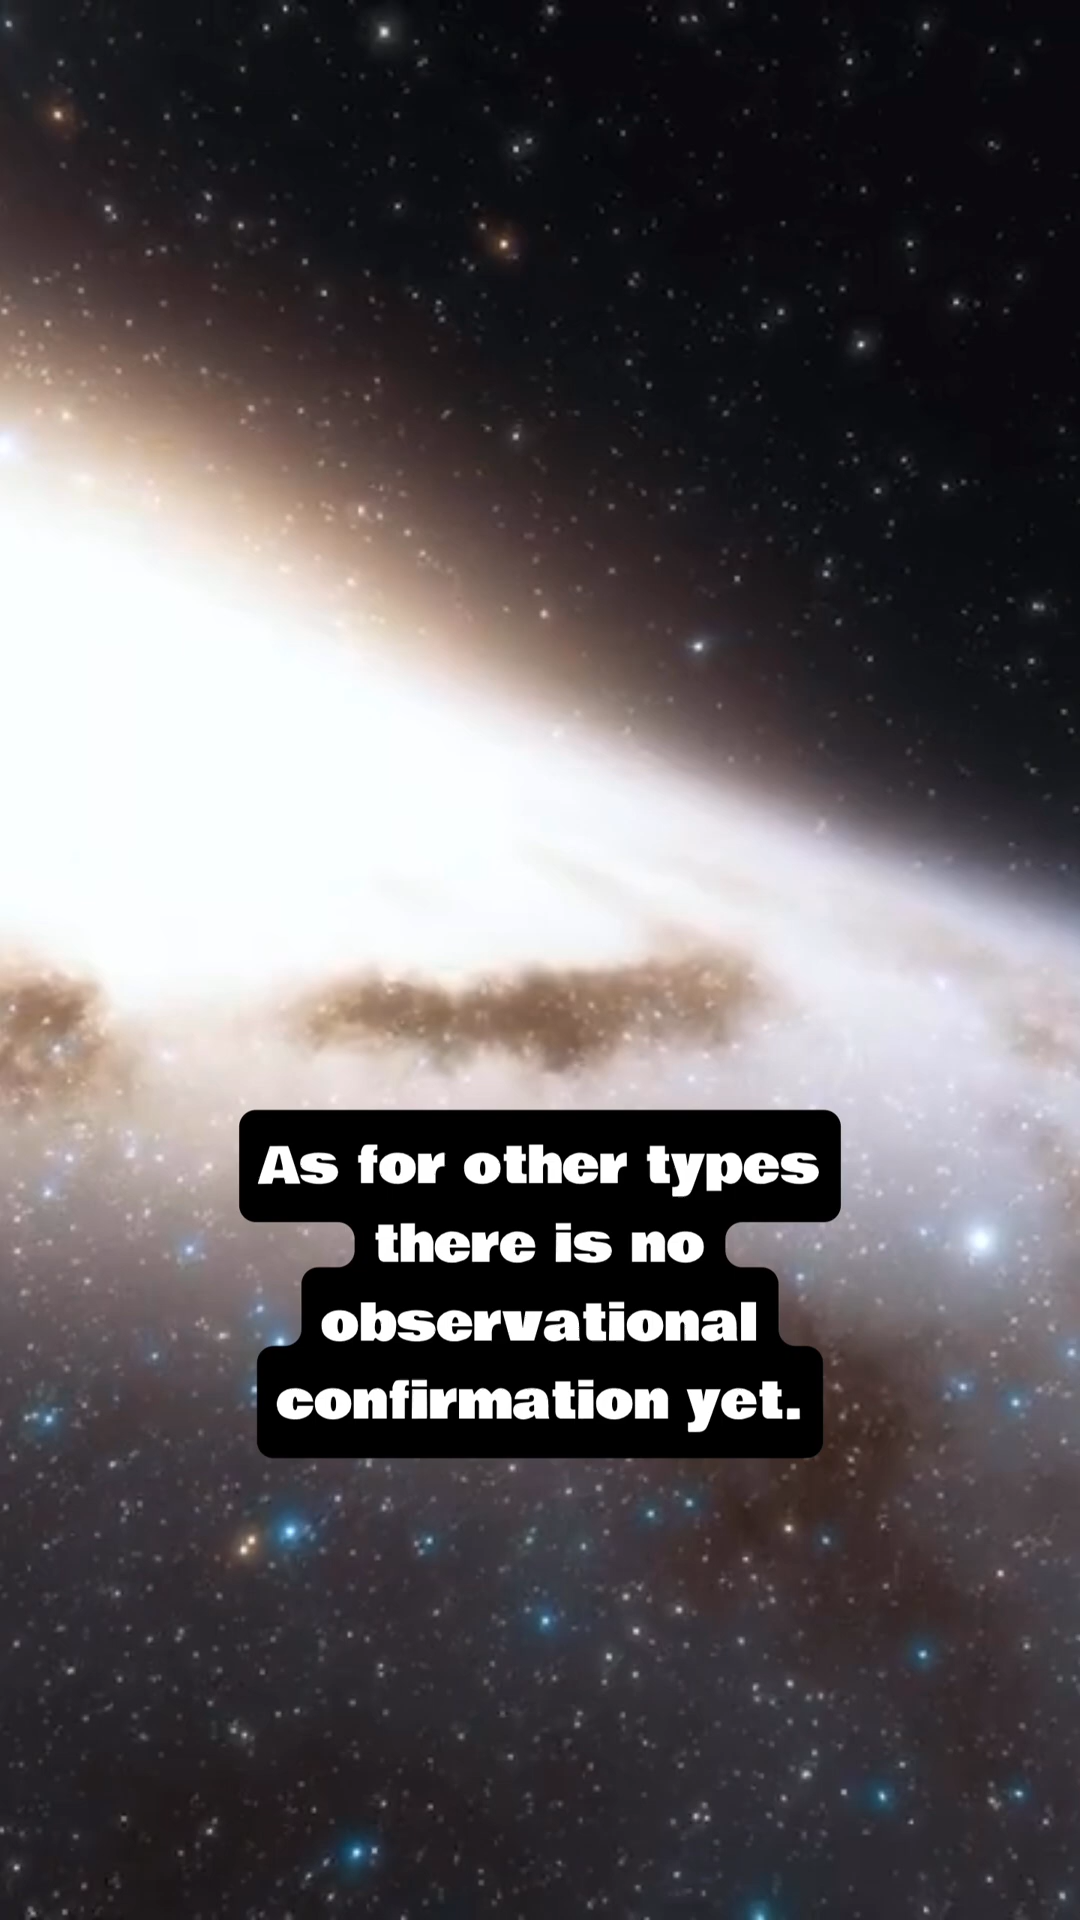 As for other types
there is no
observational
confirmation yet.